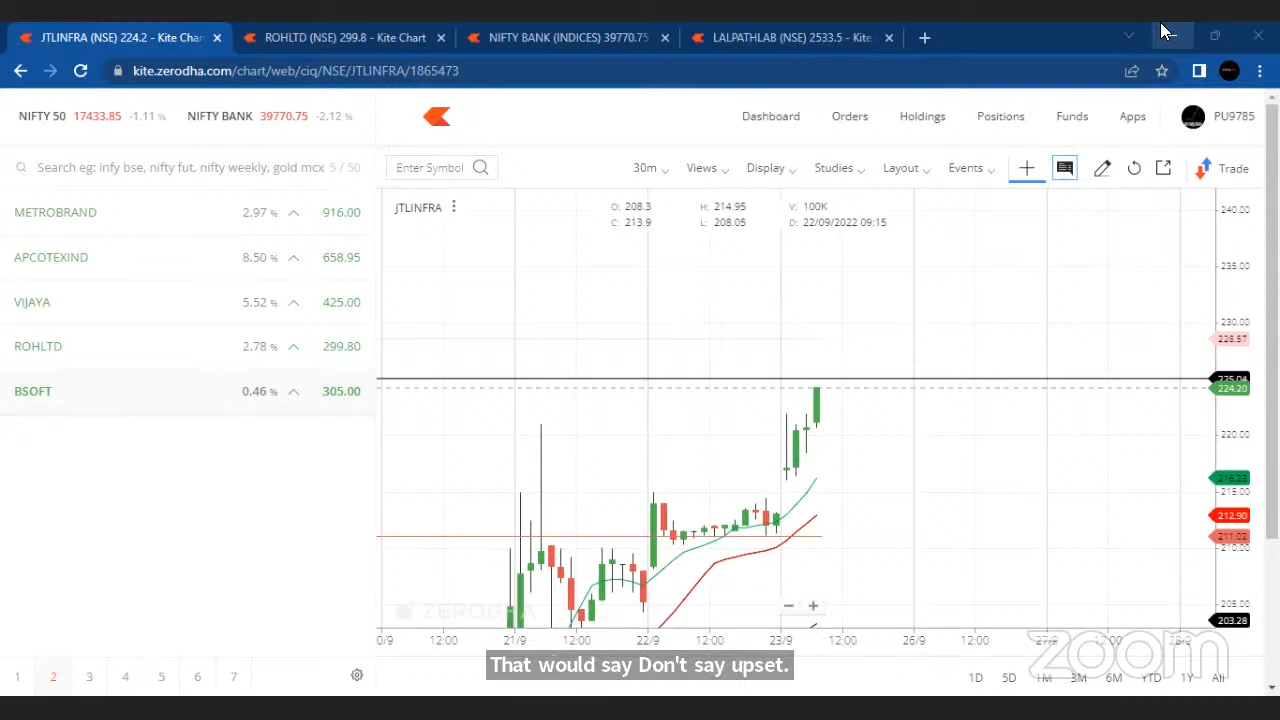 JTLINFRA (NSE) 224.2 - Kite Char
ROHLTD (NSE) 299.8 - Kite Chart
NIFTY BANK (INDICES) 39770.75 -
LALPATHLAB (NSE) 2533.5 - Kite
kite.zerodha.com/chart/web/ciq/NSE/JTLINFRA/1865473
NIFTY 50 17433.85 -1.11 % NIFTY BANK 39770.75 -2.12 %
Dashboard Orders Holdings Positions Funds Apps PU9785
Search eg: infy bse, nifty fut, nifty weekly, gold mcx 5 / 50
Enter Symbol 30m Views Display Studies Layout Events Trade
METROBRAND 2.97 % 916.00
APCOTEXIND 8.50 % 658.95
VIJAYA 5.52 % 425.00
ROHLTD 2.78 % 299.80
BSOFT 0.46 % 305.00
JTLINFRA
O: 208.3 H: 214.95 V: 100K
C: 213.9 L: 208.05 D: 22/09/2022 09:15
240.00
235.00
230.00
228.57
225.04
224.20
220.00
215.00
212.90
211.02
210.00
205.00
203.28
ZERODHA
0/9 12:00 21/9 12:00 22/9 12:00 23/9 12:00 26/9 12:00 27/9 12:00
zoom
That would say Don't say upset.
1 2 3 4 5 6 7
1D 5D 1M 3M 6M YTD 1Y All